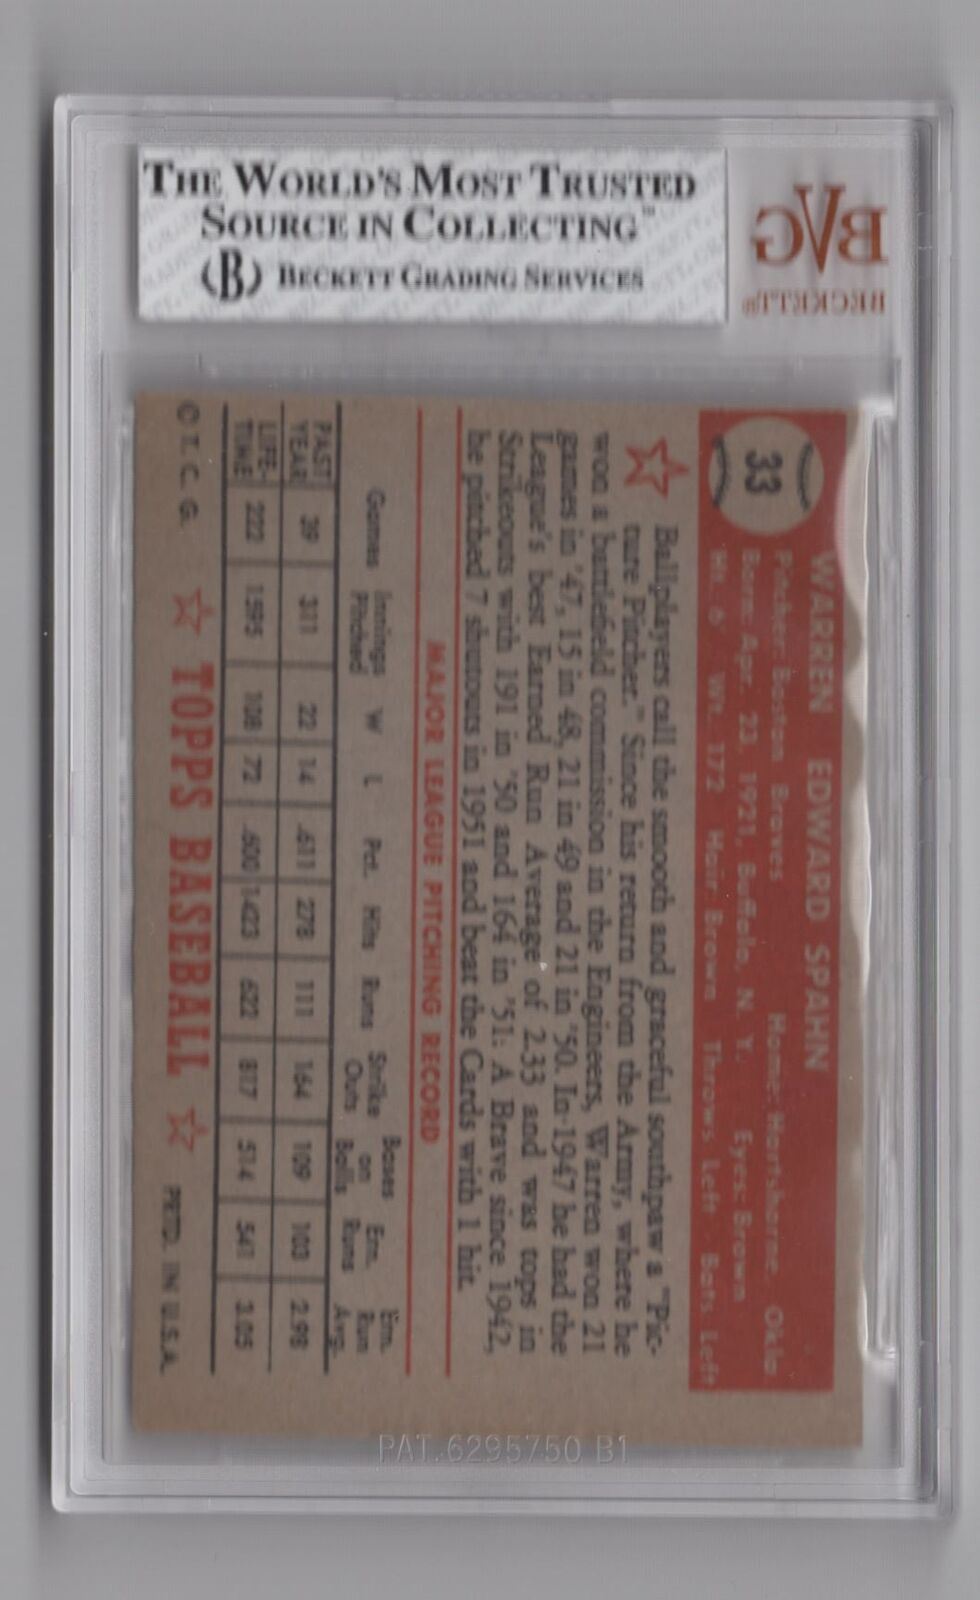 THE WORLD'S MOST TRUSTED
SOURCE IN COLLECTING™
(B) BECKETT GRADING SERVICES
BVG
BECKETT®
33
WARREN EDWARD SPAHN
Pitcher: Boston Braves Home: Hartshorne, Okla.
Born: Apr. 23, 1921, Buffalo, N. Y. Eyes: Brown
Ht. 6' Wt. 172 Hair: Brown Throws Left · Bats Left
Ballplayers call the smooth and graceful southpaw a "Pic-
ture Pitcher." Since his return from the Army, where he
won a battlefield commission in the Engineers, Warren won 21
games in '47, 15 in 48, 21 in 49 and 21 in '50. In 1947 he had the
League's best Earned Run Average of 2.33 and was tops in
Strikeouts with 191 in '50 and 164 in '51. A Brave since 1942,
he pitched 7 shutouts in 1951 and beat the Cards with 1 hit.
MAJOR LEAGUE PITCHING RECORD
Games Innings Pitched W L Pct. Hits Runs Strike Outs Bases on Balls Ern. Runs Ern. Run Avg.
PAST YEAR 39 311 22 14 .611 278 111 164 109 103 2.98
LIFE-TIME 222 1595 108 72 .600 1423 622 817 514 541 3.05
© T. C. G. TOPPS BASEBALL PRTD. IN U.S.A.
PAT.6295750 B1